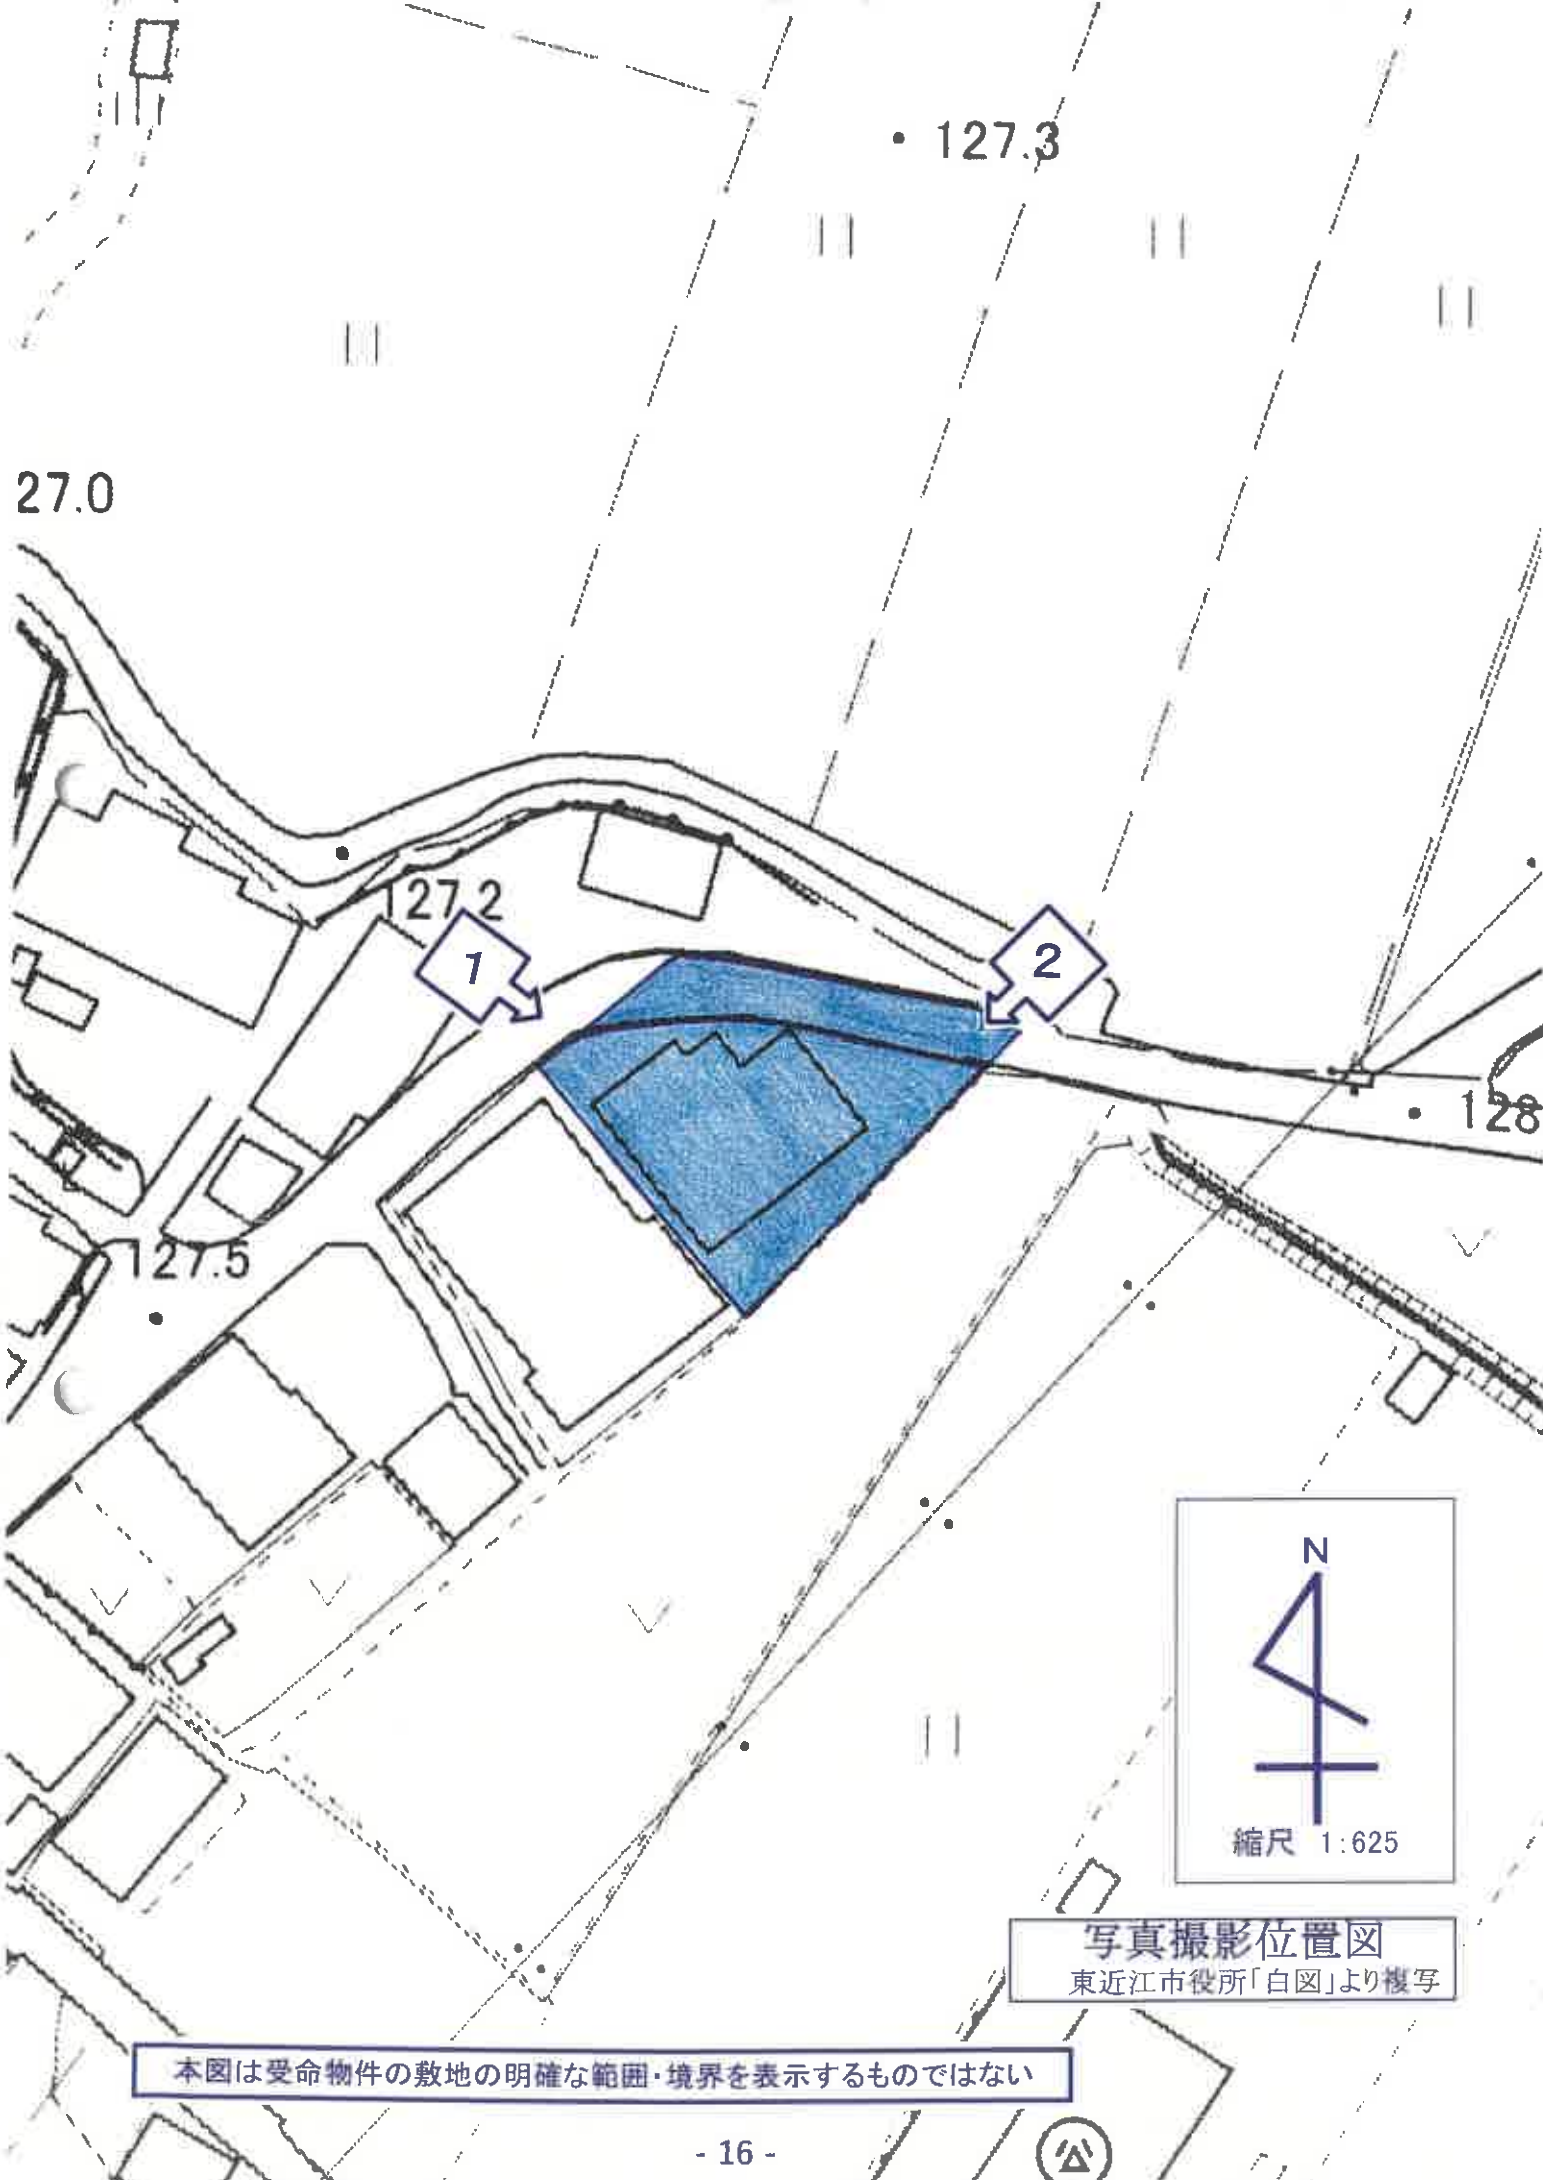 127.3
27.0
127.2
1
2
128
127.5
N
縮尺 1:625
写真撮影位置図
東近江市役所「白図」より複写
本図は受命物件の敷地の明確な範囲・境界を表示するものではない
- 16 -